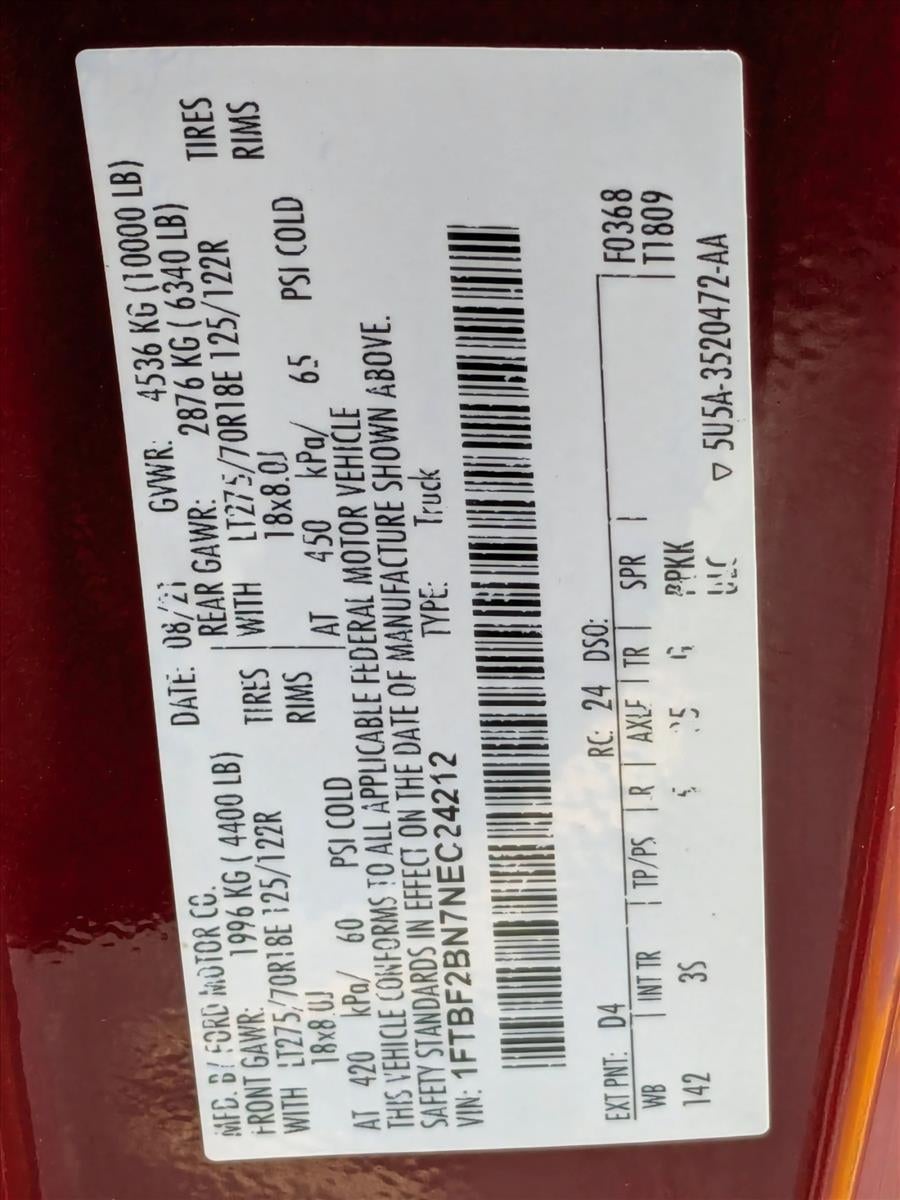 MFD. BY FORD MOTOR CO. DATE: 08/21 GVWR: 4536 KG (10000 LB)
FRONT GAWR: 1996 KG ( 4400 LB) REAR GAWR: 2876 KG ( 6340 LB)
WITH LT275/70R18E 125/122R TIRES WITH LT275/70R18E 125/122R TIRES
18x8.0J RIMS 18x8.0J RIMS
AT 420 kPa/ 60 PSI COLD AT 450 kPa/ 65 PSI COLD
THIS VEHICLE CONFORMS TO ALL APPLICABLE FEDERAL MOTOR VEHICLE
SAFETY STANDARDS IN EFFECT ON THE DATE OF MANUFACTURE SHOWN ABOVE.
VIN: 1FTBF2BN7NEC24212 TYPE: Truck
EXT PNT: D4 RC: 24 DSO: F0368
WB INT TR TP/PS R AXLE TR SPR T1809
142 3S 5
▽ 5U5A-3520472-AA